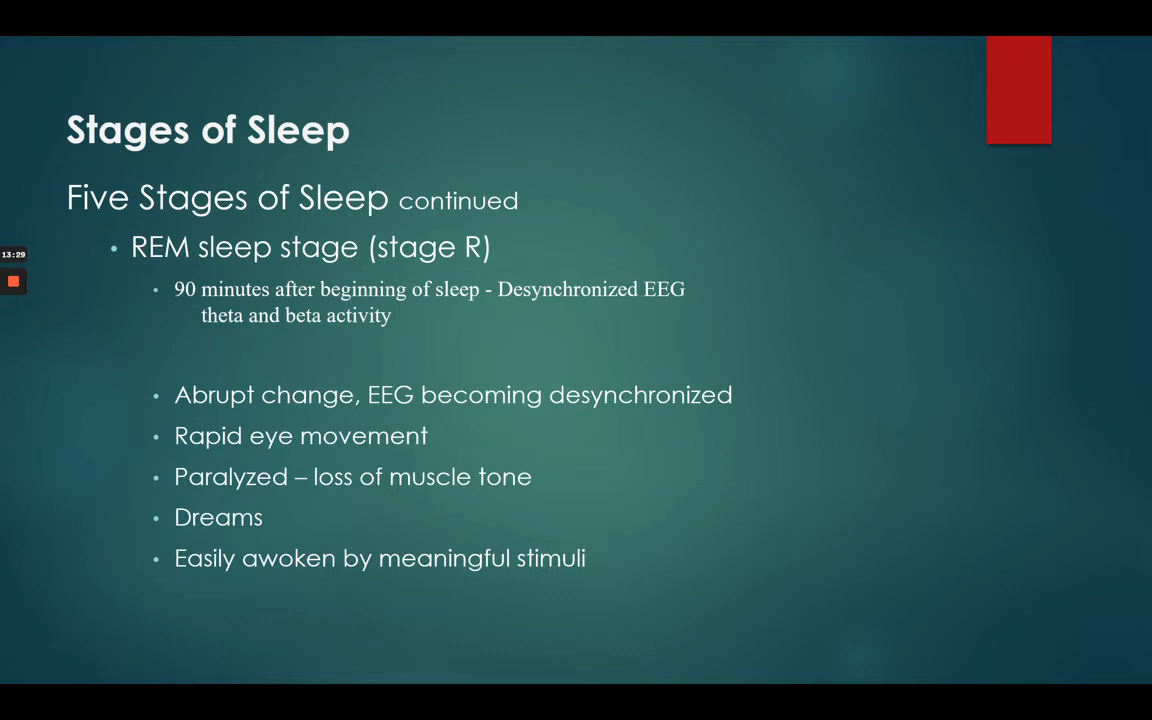 Stages of Sleep
Five Stages of Sleep continued
• REM sleep stage (stage R)
13:29
• 90 minutes after beginning of sleep - Desynchronized EEG
theta and beta activity
• Abrupt change, EEG becoming desynchronized
• Rapid eye movement
• Paralyzed – loss of muscle tone
• Dreams
• Easily awoken by meaningful stimuli